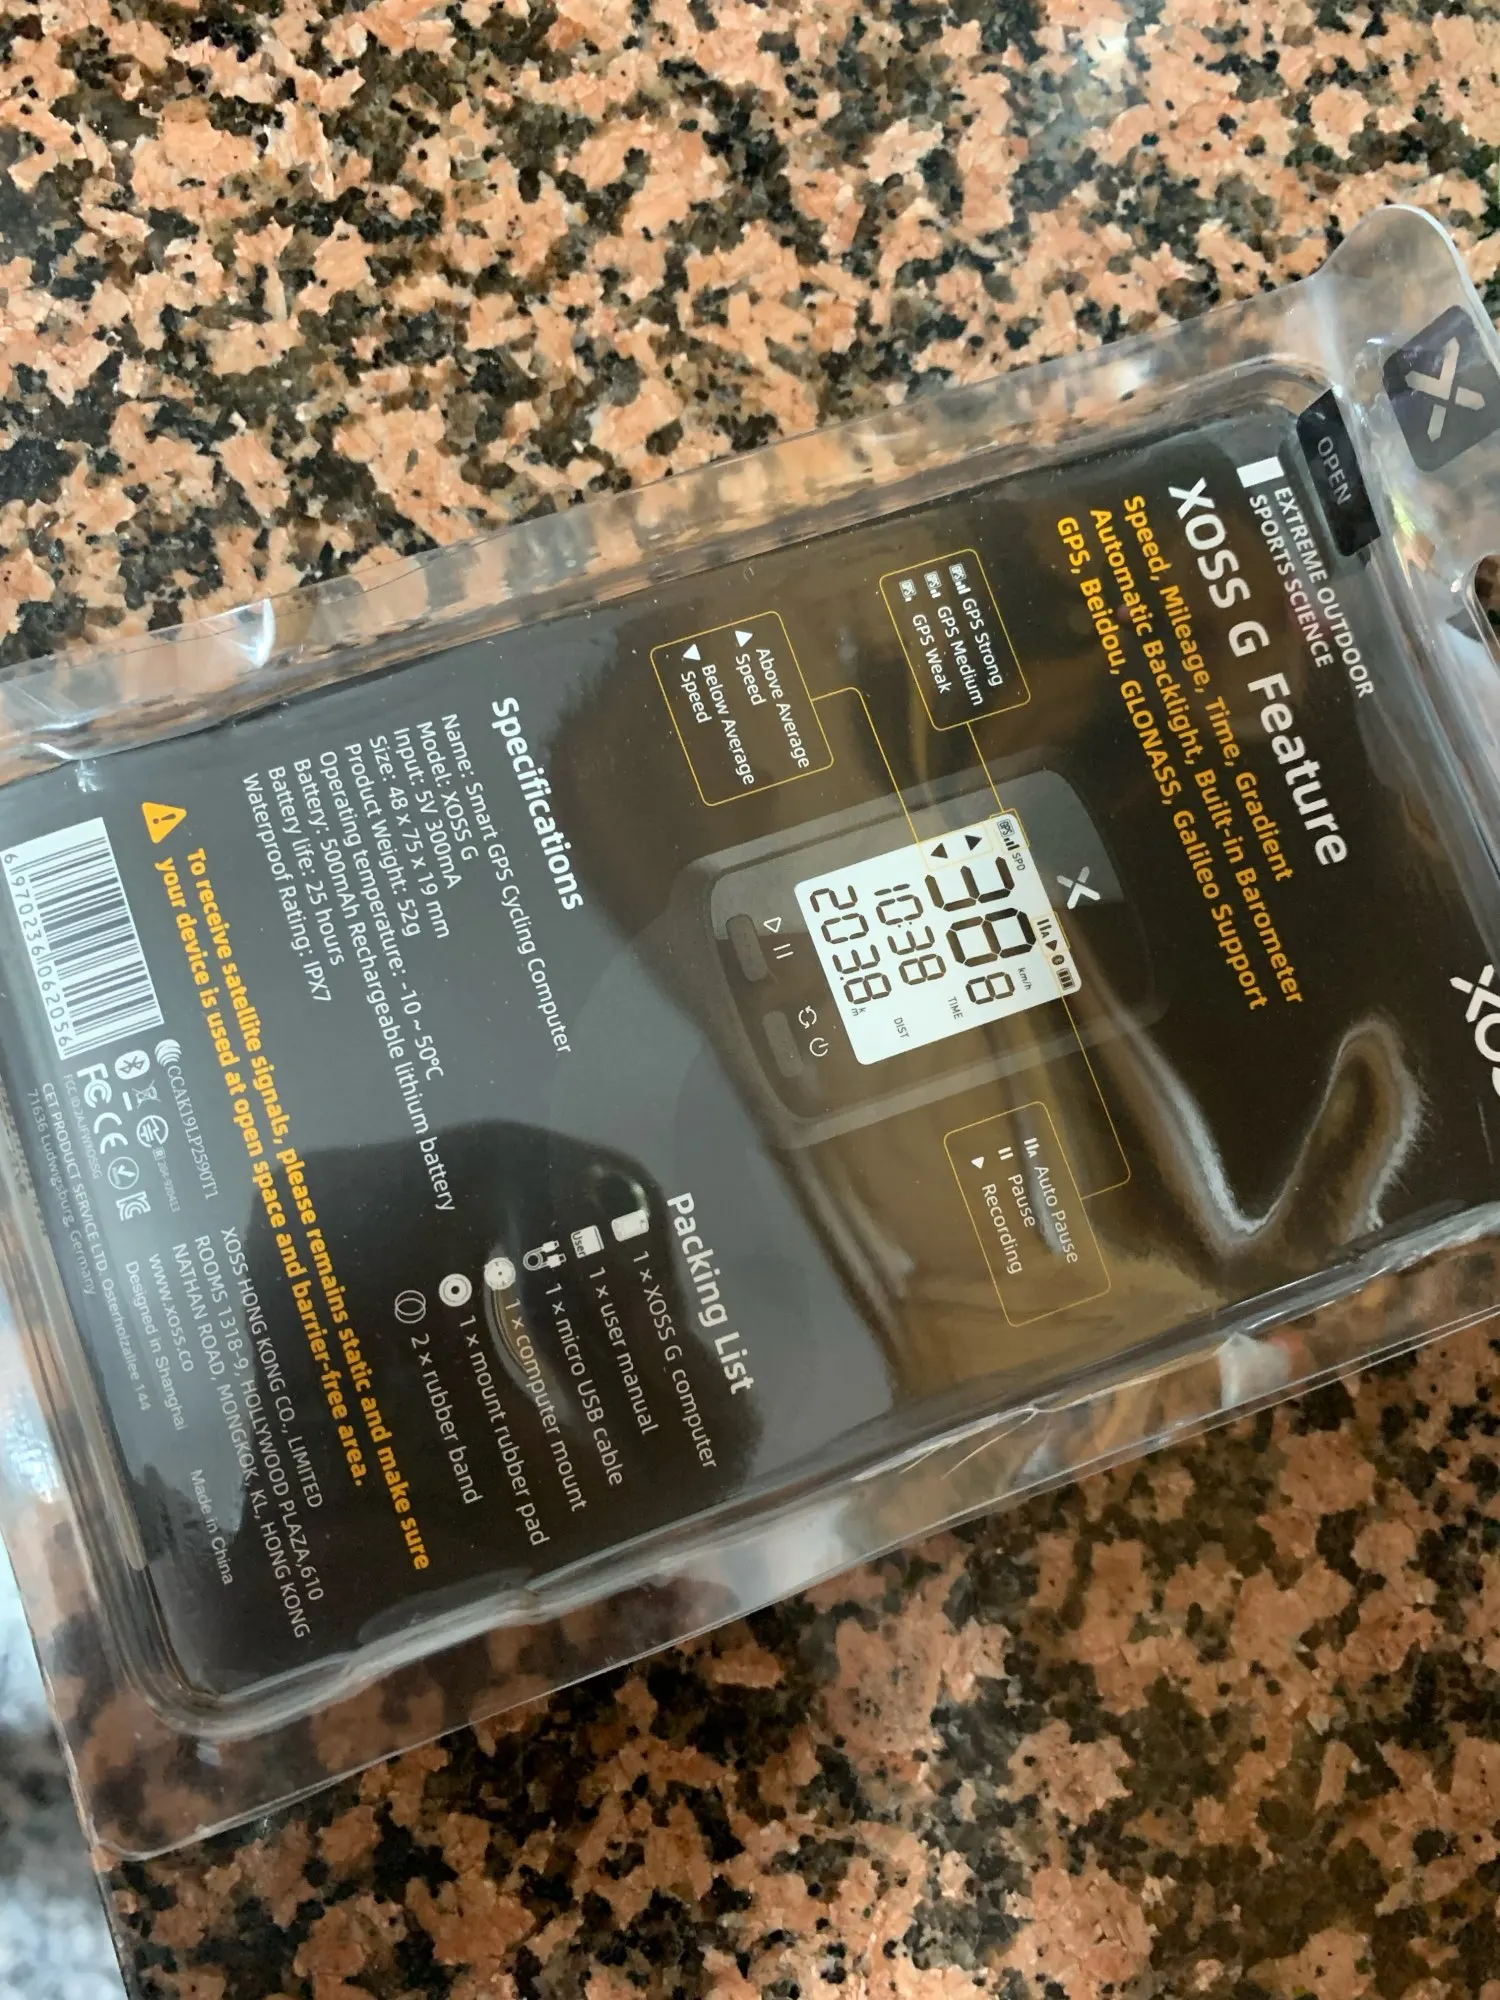 OPEN
EXTREME OUTDOOR
SPORTS SCIENCE
XOSS G Feature
Speed, Mileage, Time, Gradient
Automatic Backlight, Built-in Barometer
GPS, Beidou, GLONASS, Galileo Support
GPS Strong
GPS Medium
GPS Weak
Above Average
Speed
Below Average
Speed
GPS SPD
38.8
km/h
TIME
10:38
DIST
20.38
km
Auto Pause
Pause
Recording
Specifications
Name: Smart GPS Cycling Computer
Model: XOSS G
Input: 5V 300mA
Size: 48 x 75 x 19 mm
Product Weight: 52g
Operating temperature: -10 ~ 50°C
Battery: 500mAh Rechargeable lithium battery
Battery life: 25 hours
Waterproof Rating: IPX7
Packing List
1 x XOSS G computer
User
1 x user manual
1 x micro USB cable
1 x computer mount
1 x mount rubber pad
2 x rubber band
To receive satellite signals, please remains static and make sure
your device is used at open space and barrier-free area.
6 970236 062056
CCAK19LP2590T1
FC CE
XOSS HONG KONG CO., LIMITED
ROOMS 1318-9, HOLLYWOOD PLAZA,610
NATHAN ROAD, MONGKOK, KL, HONG KONG
WWW.XOSS.CO
Designed in Shanghai
Made in China
CET PRODUCT SERVICE LTD. Osterholzallee 144
71636 Ludwigsburg, Germany